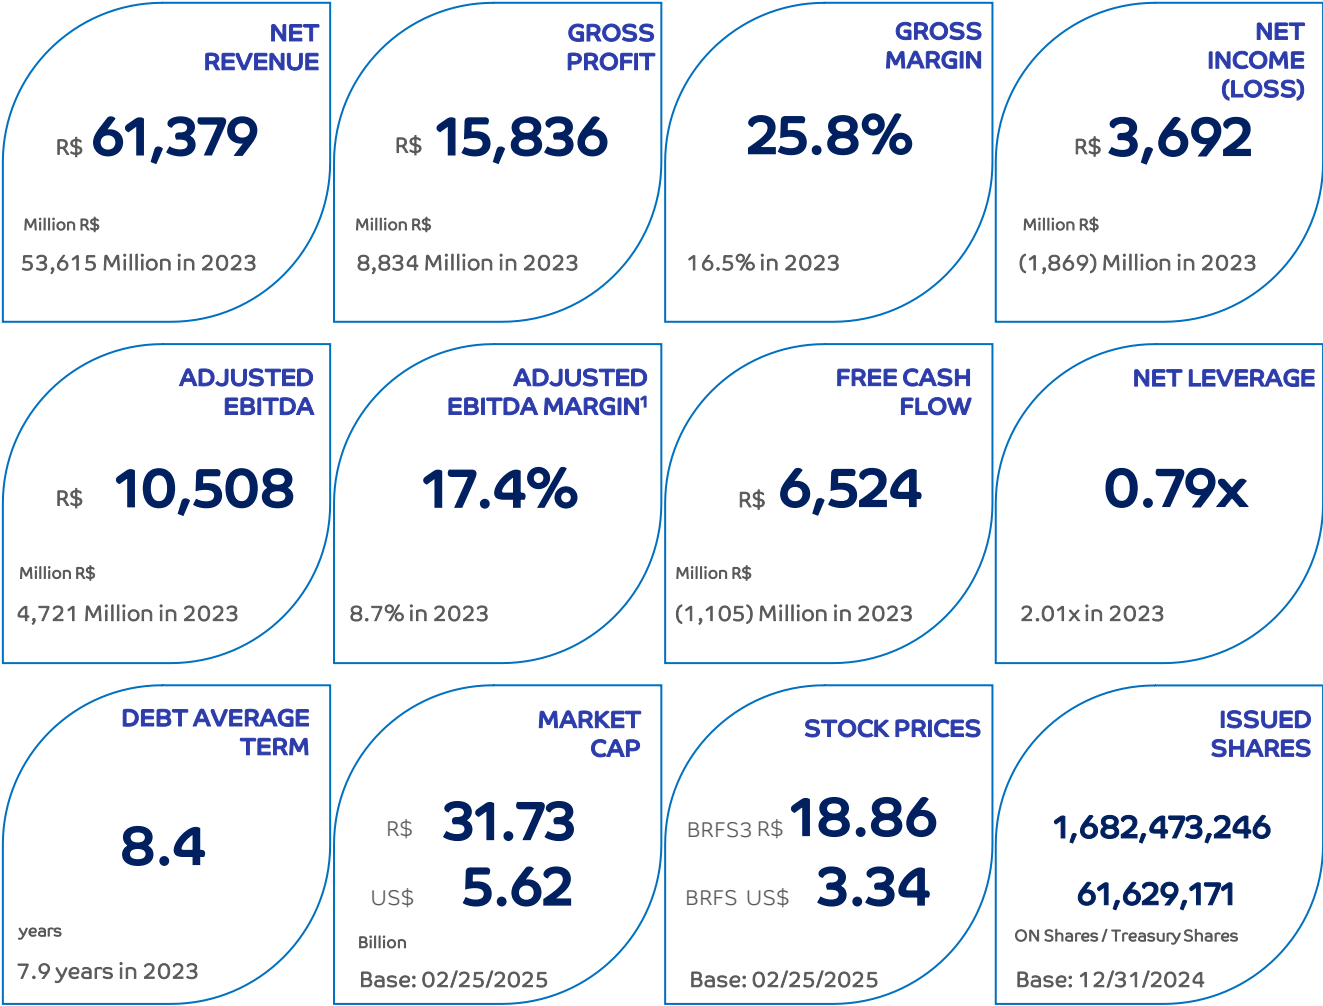 NET
REVENUE
R$ 61,379
Million R$
53,615 Million in 2023
GROSS
PROFIT
R$ 15,836
Million R$
8,834 Million in 2023
GROSS
MARGIN
25.8%
16.5% in 2023
NET
INCOME
(LOSS)
R$ 3,692
Million R$
(1,869) Million in 2023
ADJUSTED
EBITDA
R$ 10,508
Million R$
4,721 Million in 2023
ADJUSTED
EBITDA MARGIN¹
17.4%
8.7% in 2023
FREE CASH
FLOW
R$ 6,524
Million R$
(1,105) Million in 2023
NET LEVERAGE
0.79x
2.01x in 2023
DEBT AVERAGE
TERM
8.4
years
7.9 years in 2023
MARKET
CAP
R$ 31.73
US$ 5.62
Billion
Base: 02/25/2025
STOCK PRICES
BRFS3 R$ 18.86
BRFS US$ 3.34
Base: 02/25/2025
ISSUED
SHARES
1,682,473,246
61,629,171
ON Shares / Treasury Shares
Base: 12/31/2024